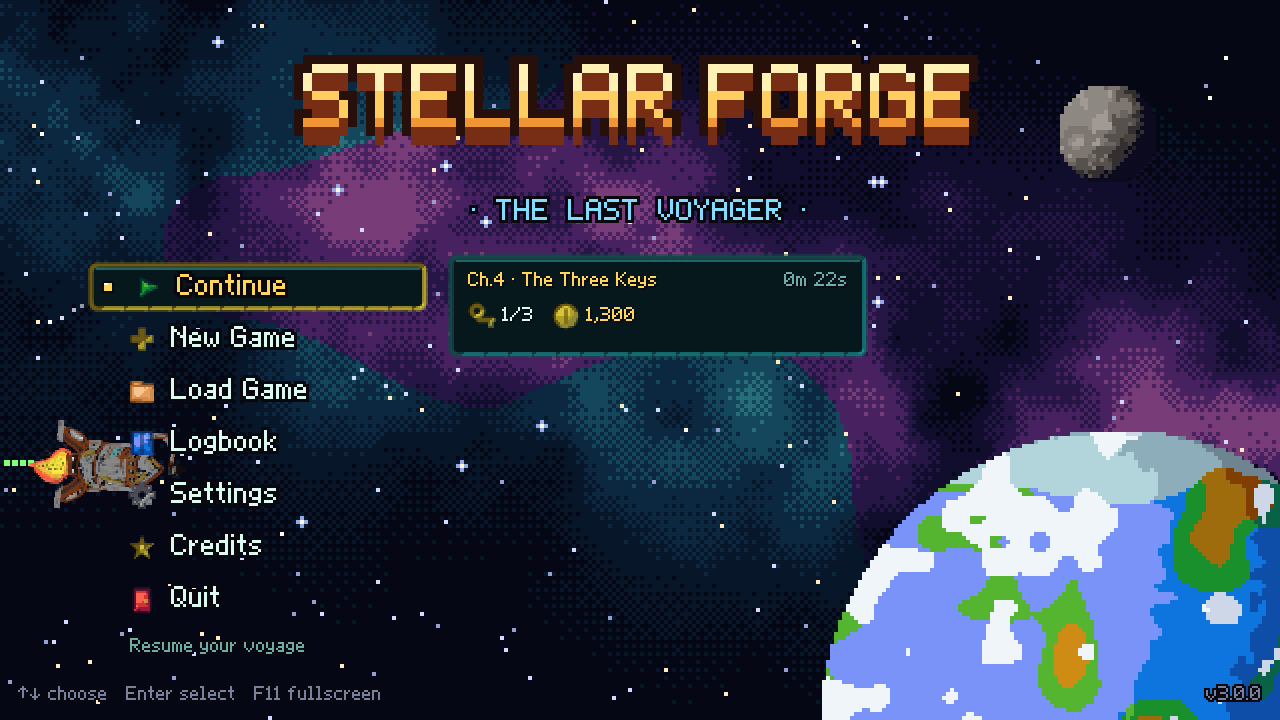 STELLAR FORGE
· THE LAST VOYAGER ·
Continue
New Game
Load Game
Logbook
Settings
Credits
Quit
Ch.4 · The Three Keys 0m 22s
1/3 1,300
Resume your voyage
↑↓ choose Enter select F11 fullscreen
v3.0.0